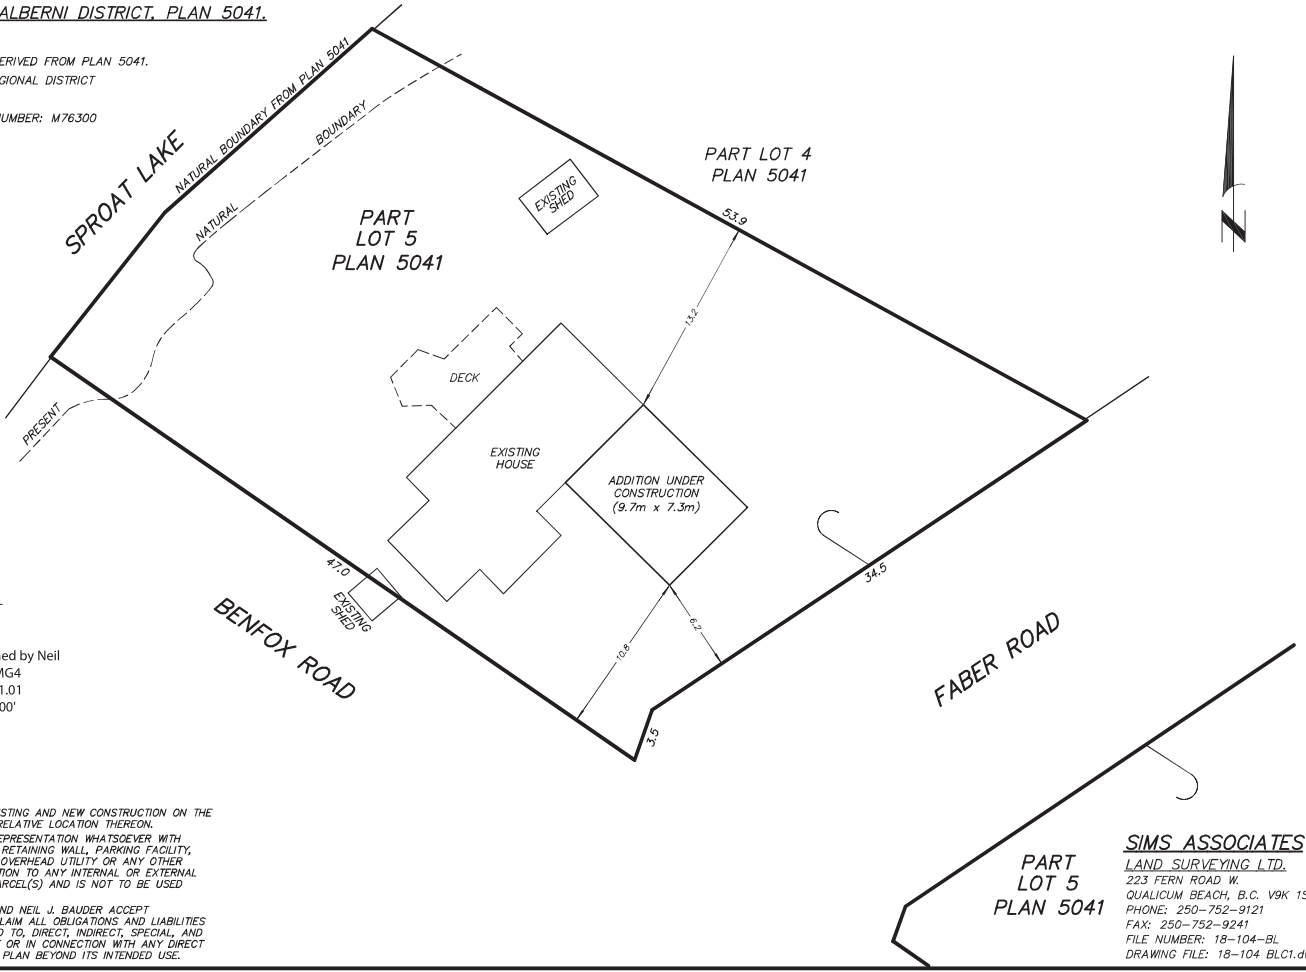 ALBERNI DISTRICT, PLAN 5041.
ERIVED FROM PLAN 5041.
GIONAL DISTRICT
UMBER: M76300
SPROAT LAKE
NATURAL BOUNDARY FROM PLAN 5041
PRESENT NATURAL BOUNDARY
PART
LOT 5
PLAN 5041
EXISTING
SHED
PART LOT 4
PLAN 5041
53.9
13.2
DECK
EXISTING
HOUSE
ADDITION UNDER
CONSTRUCTION
(9.7m x 7.3m)
47.0
EXISTING
SHED
34.5
6.2
10.8
3.5
BENFOX ROAD
FABER ROAD
ned by Neil
MG4
1.01
00'
STING AND NEW CONSTRUCTION ON THE
RELATIVE LOCATION THEREON.
EPRESENTATION WHATSOEVER WITH
RETAINING WALL, PARKING FACILITY,
OVERHEAD UTILITY OR ANY OTHER
TION TO ANY INTERNAL OR EXTERNAL
ARCEL(S) AND IS NOT TO BE USED
ND NEIL J. BAUDER ACCEPT
LAIM ALL OBLIGATIONS AND LIABILITIES
D TO, DIRECT, INDIRECT, SPECIAL, AND
OR IN CONNECTION WITH ANY DIRECT
PLAN BEYOND ITS INTENDED USE.
PART
LOT 5
PLAN 5041
SIMS ASSOCIATES
LAND SURVEYING LTD.
223 FERN ROAD W.
QUALICUM BEACH, B.C. V9K 1S
PHONE: 250-752-9121
FAX: 250-752-9241
FILE NUMBER: 18-104-BL
DRAWING FILE: 18-104 BLC1.d
N